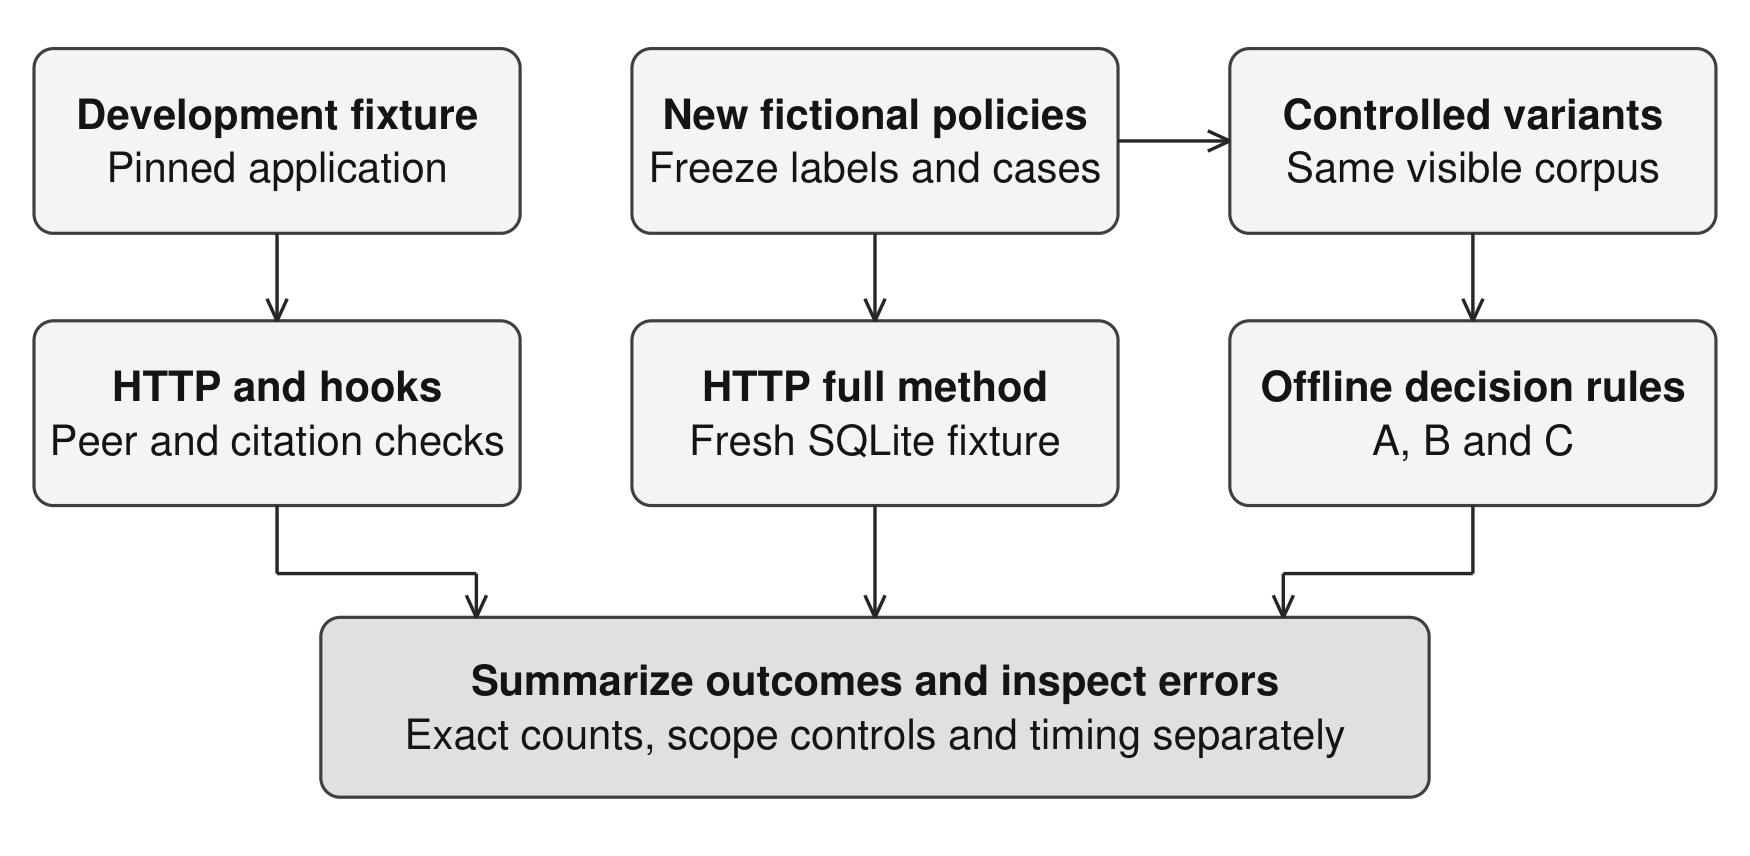 Development fixture
Pinned application
New fictional policies
Freeze labels and cases
Controlled variants
Same visible corpus
HTTP and hooks
Peer and citation checks
HTTP full method
Fresh SQLite fixture
Offline decision rules
A, B and C
Summarize outcomes and inspect errors
Exact counts, scope controls and timing separately